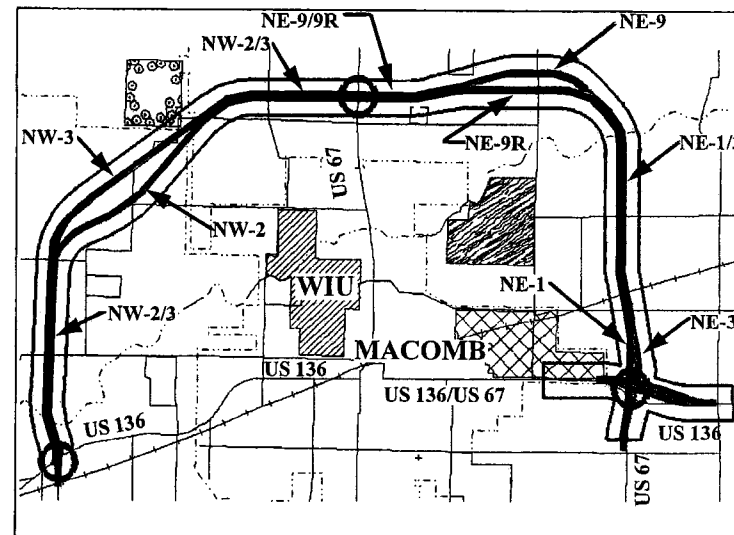 NE-9/9R
NE-9
NW-2/3
NW-3
NE-9R
NE-1/3
US 67
NW-2
WIU
NE-1
NW-2/3
NE-3
MACOMB
US 136
US 136/US 67
US 136
US 136
US 67